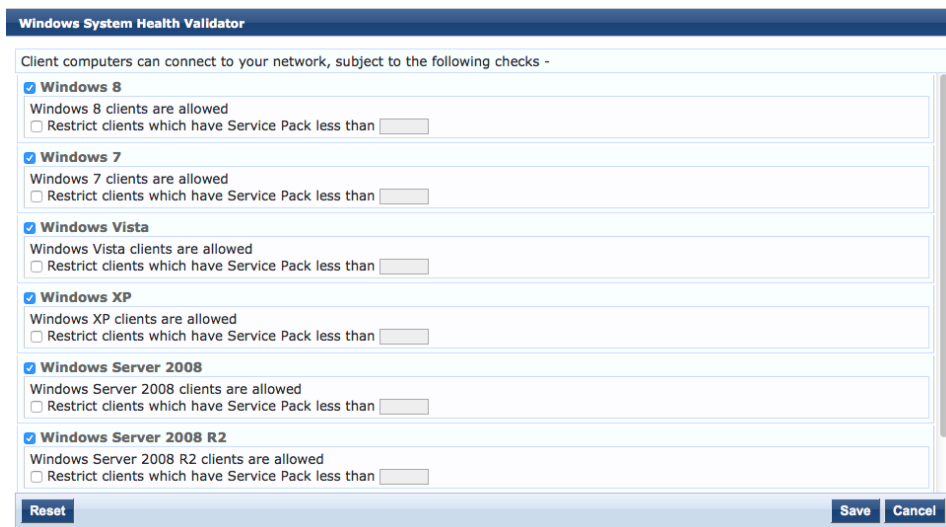 Windows System Health Validator
Client computers can connect to your network, subject to the following checks -
Windows 8
Windows 8 clients are allowed
Restrict clients which have Service Pack less than
Windows 7
Windows 7 clients are allowed
Restrict clients which have Service Pack less than
Windows Vista
Windows Vista clients are allowed
Restrict clients which have Service Pack less than
Windows XP
Windows XP clients are allowed
Restrict clients which have Service Pack less than
Windows Server 2008
Windows Server 2008 clients are allowed
Restrict clients which have Service Pack less than
Windows Server 2008 R2
Windows Server 2008 R2 clients are allowed
Restrict clients which have Service Pack less than
Reset Save Cancel